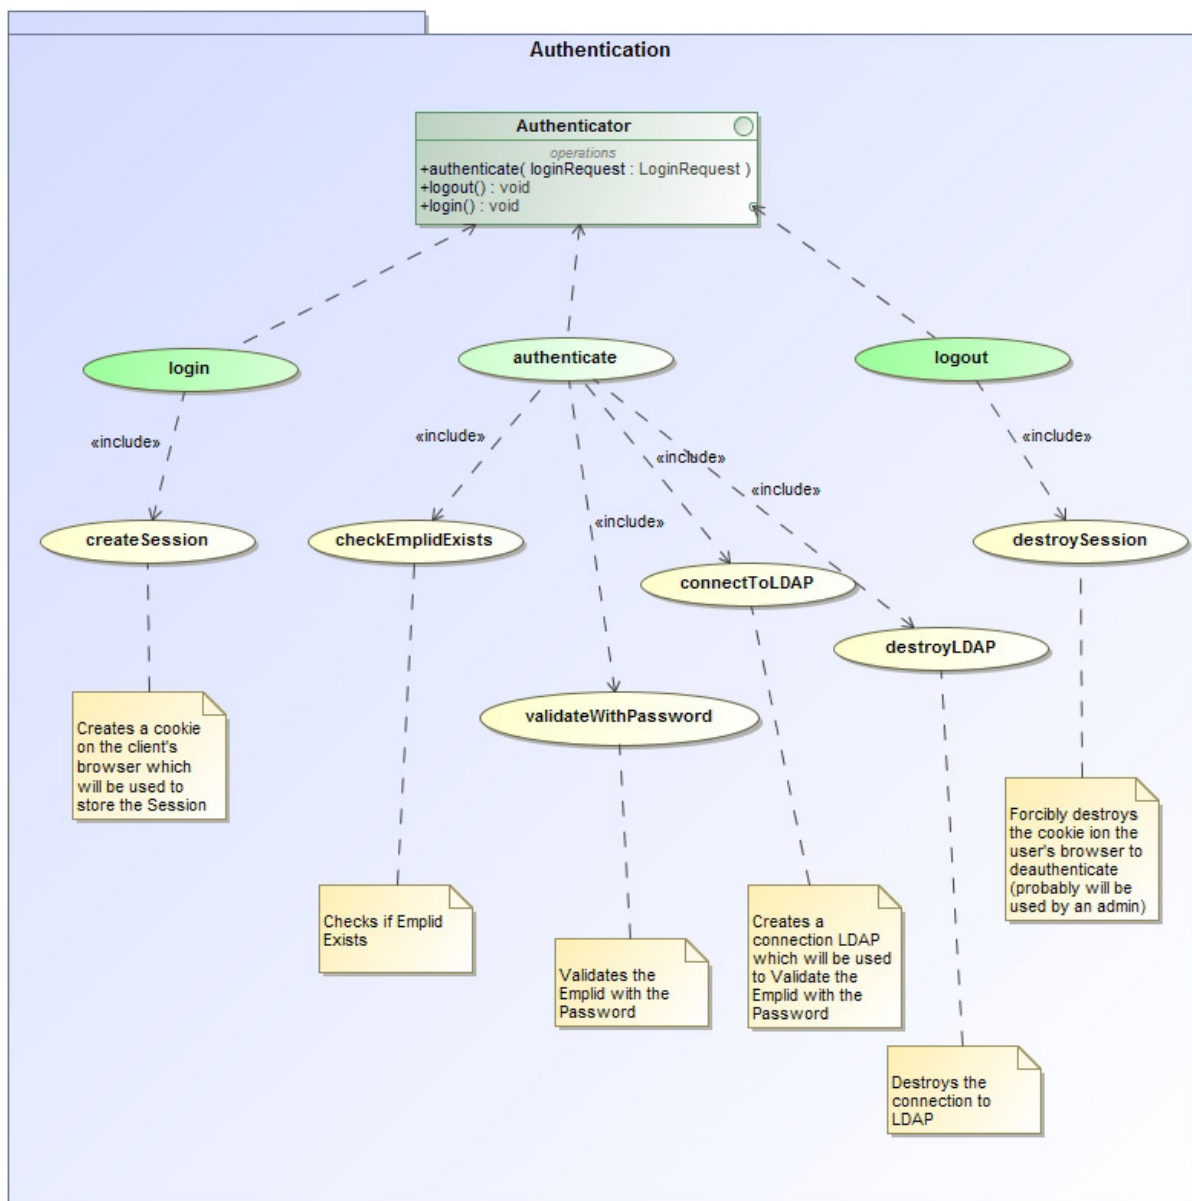 Authentication
Authenticator
operations
+authenticate( loginRequest : LoginRequest )
+logout() : void
+login() : void
login
authenticate
logout
«include»
«include»
«include»
«include»
«include»
«include»
createSession
checkEmplidExists
connectToLDAP
destroySession
destroyLDAP
validateWithPassword
Creates a cookie
on the client's
browser which
will be used to
store the Session
Checks if Emplid
Exists
Validates the
Emplid with the
Password
Creates a
connection LDAP
which will be used
to Validate the
Emplid with the
Password
Forcibly destroys
the cookie ion the
user's browser to
deauthenticate
(probably will be
used by an admin)
Destroys the
connection to
LDAP